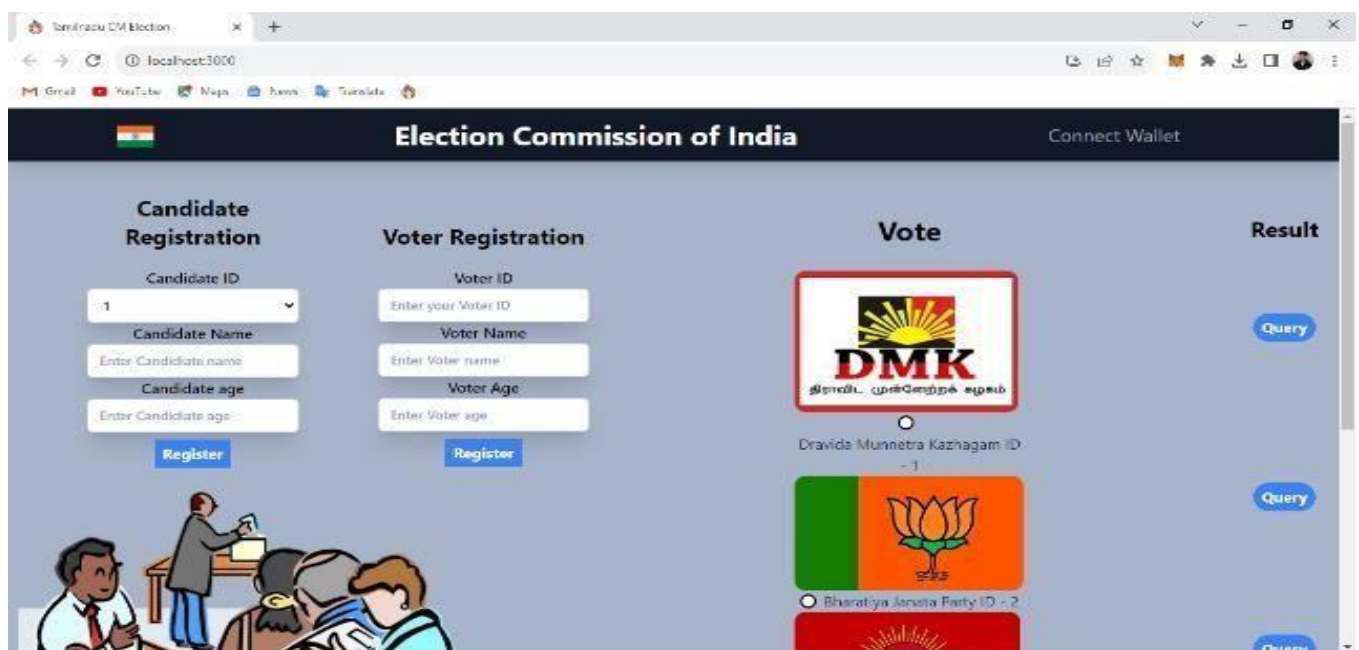 Tamilnadu CM Election
localhost:3000
Gmail YouTube Maps News Translate
Election Commission of India
Connect Wallet
Candidate
Registration
Candidate ID
1
Candidate Name
Enter Candidiate name
Candidate age
Enter Candidiate age
Register
Voter Registration
Voter ID
Enter your Voter ID
Voter Name
Enter Voter name
Voter Age
Enter Voter age
Register
Vote
DMK
திராவிட முன்னேற்றக் கழகம்
Dravida Munnetra Kazhagam ID
- 1
Bharatiya Janata Party ID - 2
Result
Query
Query
Query